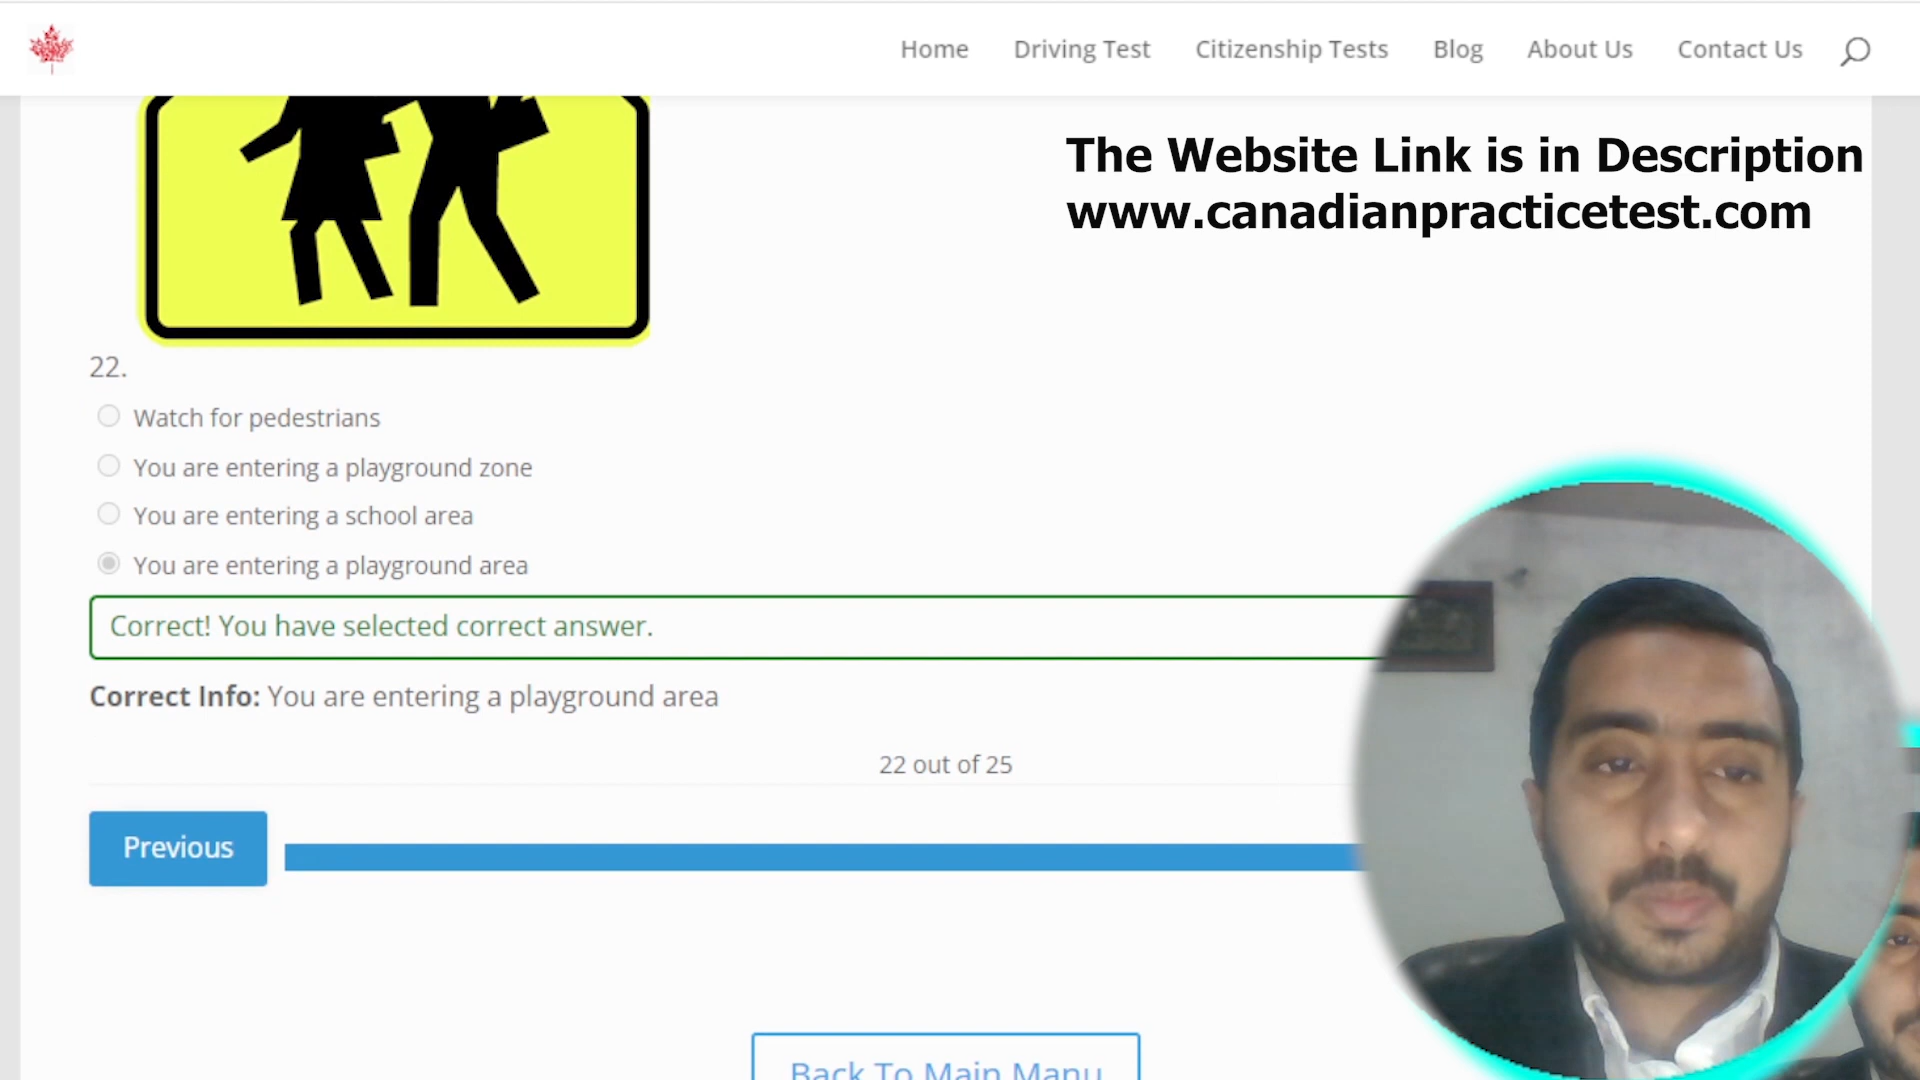 Home Driving Test Citizenship Tests Blog About Us Contact Us
The Website Link is in Description
www.canadianpracticetest.com
22.
Watch for pedestrians
You are entering a playground zone
You are entering a school area
You are entering a playground area
Correct! You have selected correct answer.
Correct Info: You are entering a playground area
22 out of 25
Previous
Back To Main Manu